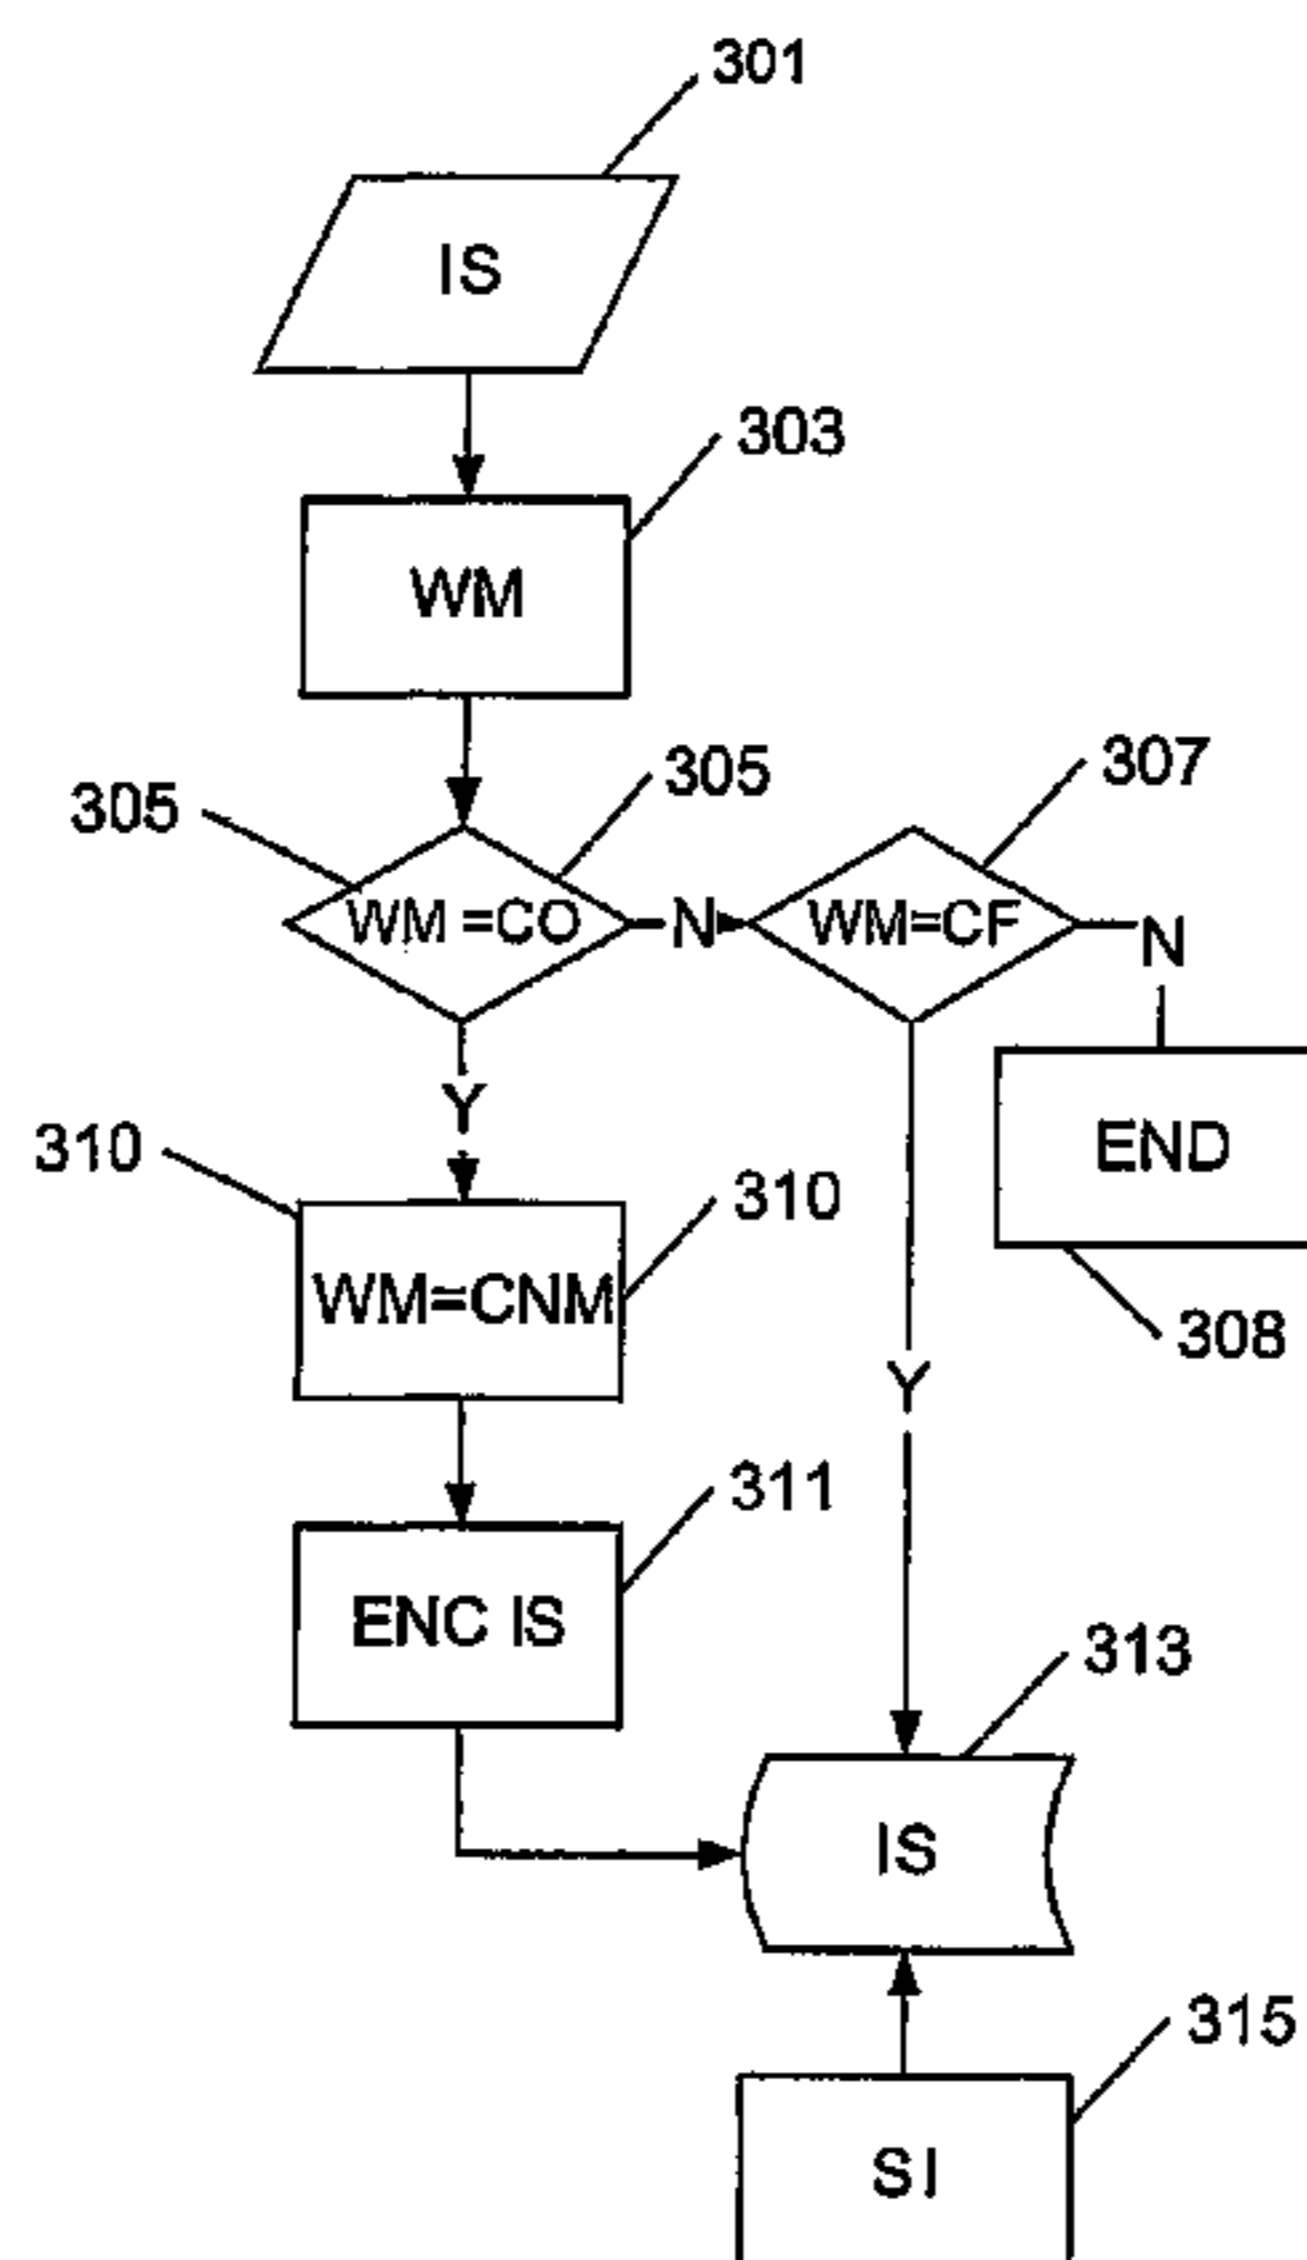 301
IS
303
WM
305
305
307
WM =CO
N
WM=CF
N
Y
END
310
310
WM=CNM
308
Y
311
ENC IS
313
IS
315
SI